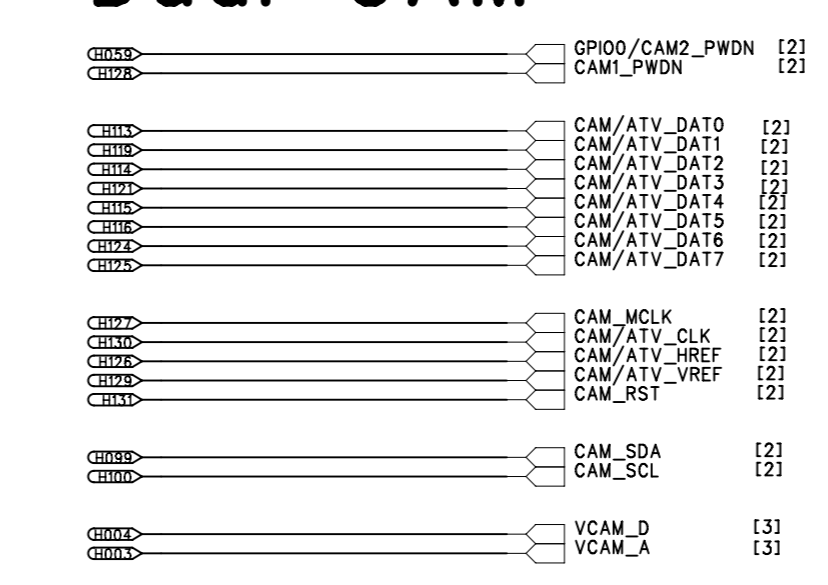 H059 GPIO0/CAM2_PWDN [2]
H128 CAM1_PWDN [2]
H113 CAM/ATV_DAT0 [2]
H119 CAM/ATV_DAT1 [2]
H114 CAM/ATV_DAT2 [2]
H121 CAM/ATV_DAT3 [2]
H115 CAM/ATV_DAT4 [2]
H116 CAM/ATV_DAT5 [2]
H124 CAM/ATV_DAT6 [2]
H125 CAM/ATV_DAT7 [2]
H127 CAM_MCLK [2]
H130 CAM/ATV_CLK [2]
H126 CAM/ATV_HREF [2]
H129 CAM/ATV_VREF [2]
H131 CAM_RST [2]
H099 CAM_SDA [2]
H100 CAM_SCL [2]
H004 VCAM_D [3]
H003 VCAM_A [3]